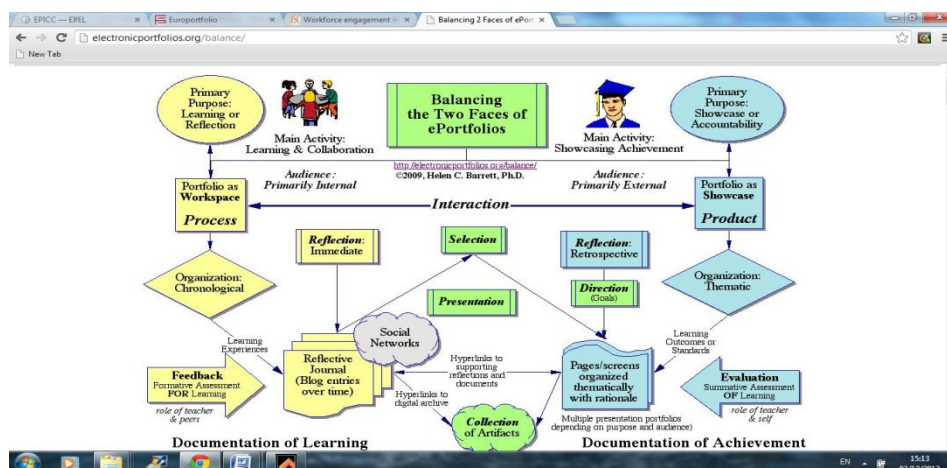 EPICC — EIfEL
Europortfolio
Workforce engagement in
Balancing 2 Faces of ePort
electronicportfolios.org/balance/
New Tab
Primary
Purpose:
Learning or
Reflection
Main Activity:
Learning & Collaboration
Balancing
the Two Faces of
ePortfolios
Main Activity:
Showcasing Achievement
Primary
Purpose:
Showcase or
Accountability
http://electronicportfolios.org/balance/
©2009, Helen C. Barrett, Ph.D.
Audience:
Primarily Internal
Audience:
Primarily External
Portfolio as
Workspace
Process
Interaction
Portfolio as
Showcase
Product
Reflection:
Immediate
Selection
Reflection:
Retrospective
Organization:
Chronological
Presentation
Direction
(Goals)
Organization:
Thematic
Learning
Experiences
Social
Networks
Learning
Outcomes or
Standards
Feedback
Formative Assessment
FOR Learning
role of teacher
& peers
Reflective
Journal
(Blog entries
over time)
Hyperlinks to
supporting
reflections and
documents
Hyperlinks to
digital archive
Collection
of Artifacts
Pages/screens
organized
thematically
with rationale
Multiple presentation portfolios
depending on purpose and audience)
Evaluation
Summative Assessment
OF Learning
role of teacher &
self
Documentation of Learning
Documentation of Achievement
EN
15:13